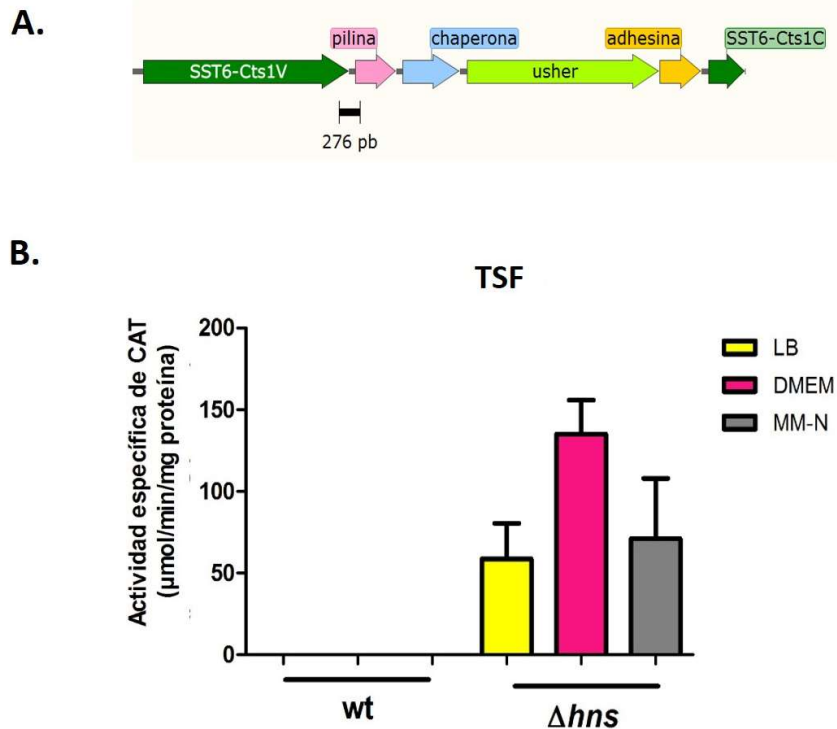 A.
pilina chaperona adhesina SST6-Cts1C
SST6-Cts1V usher
276 pb
B.
TSF
Actividad específica de CAT
(µmol/min/mg proteína)
200
150
100
50
0
LB
DMEM
MM-N
wt Δhns